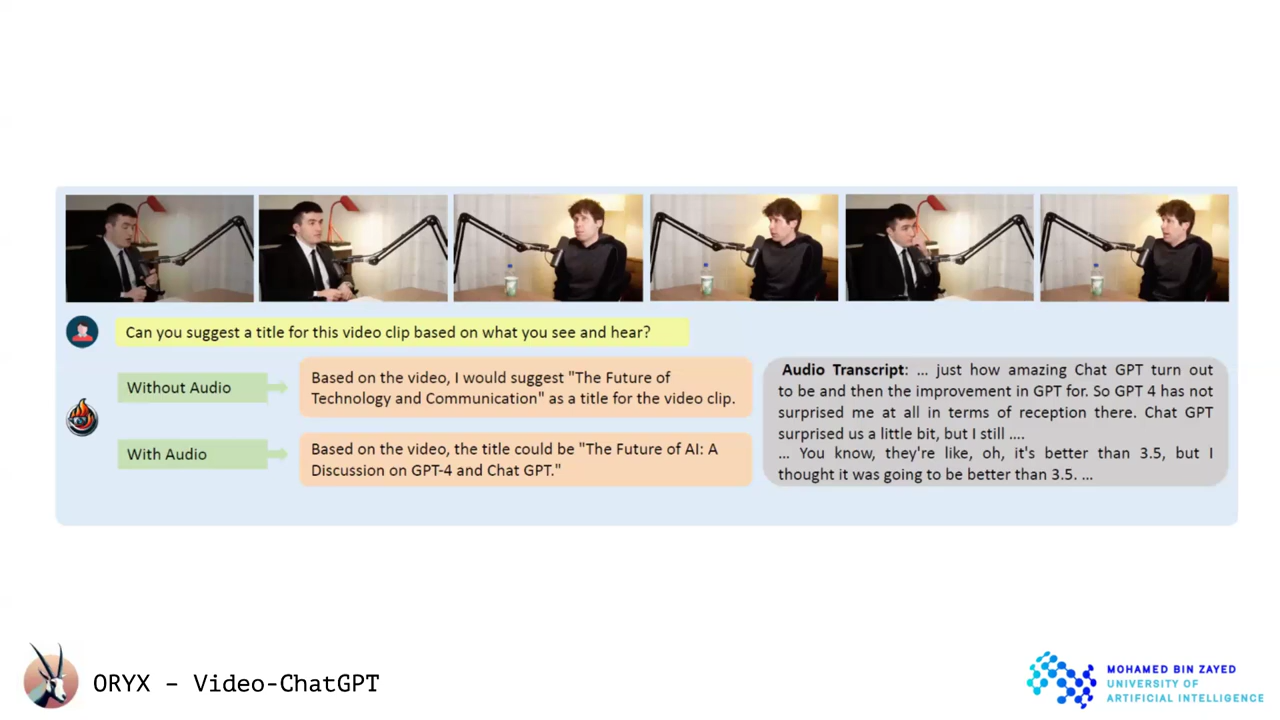 Can you suggest a title for this video clip based on what you see and hear?
Without Audio
Based on the video, I would suggest "The Future of
Technology and Communication" as a title for the video clip.
With Audio
Based on the video, the title could be "The Future of AI: A
Discussion on GPT-4 and Chat GPT."
Audio Transcript: ... just how amazing Chat GPT turn out
to be and then the improvement in GPT for. So GPT 4 has not
surprised me at all in terms of reception there. Chat GPT
surprised us a little bit, but I still ....
... You know, they're like, oh, it's better than 3.5, but I
thought it was going to be better than 3.5. ...
ORYX – Video-ChatGPT
MOHAMED BIN ZAYED
UNIVERSITY OF
ARTIFICIAL INTELLIGENCE